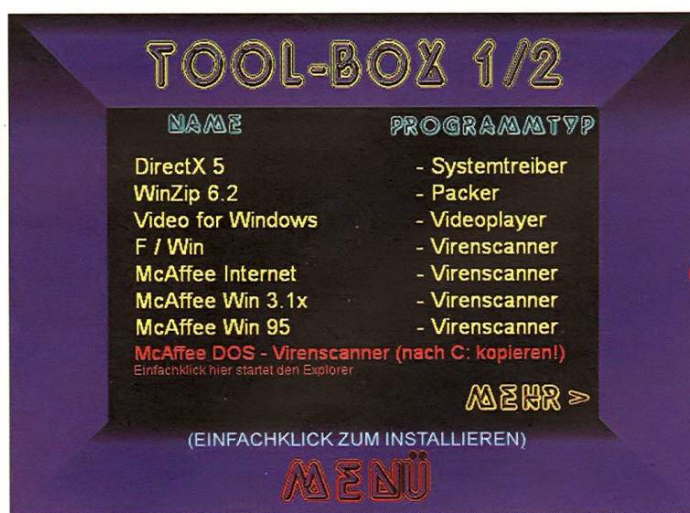 TOOL-BOX 1/2
NAME PROGRAMMTYP
DirectX 5 - Systemtreiber
WinZip 6.2 - Packer
Video for Windows - Videoplayer
F / Win - Virenscanner
McAffee Internet - Virenscanner
McAffee Win 3.1x - Virenscanner
McAffee Win 95 - Virenscanner
McAffee DOS - Virenscanner (nach C: kopieren!)
Einfachklick hier startet den Explorer
MEHR >
(EINFACHKLICK ZUM INSTALLIEREN)
MENÜ